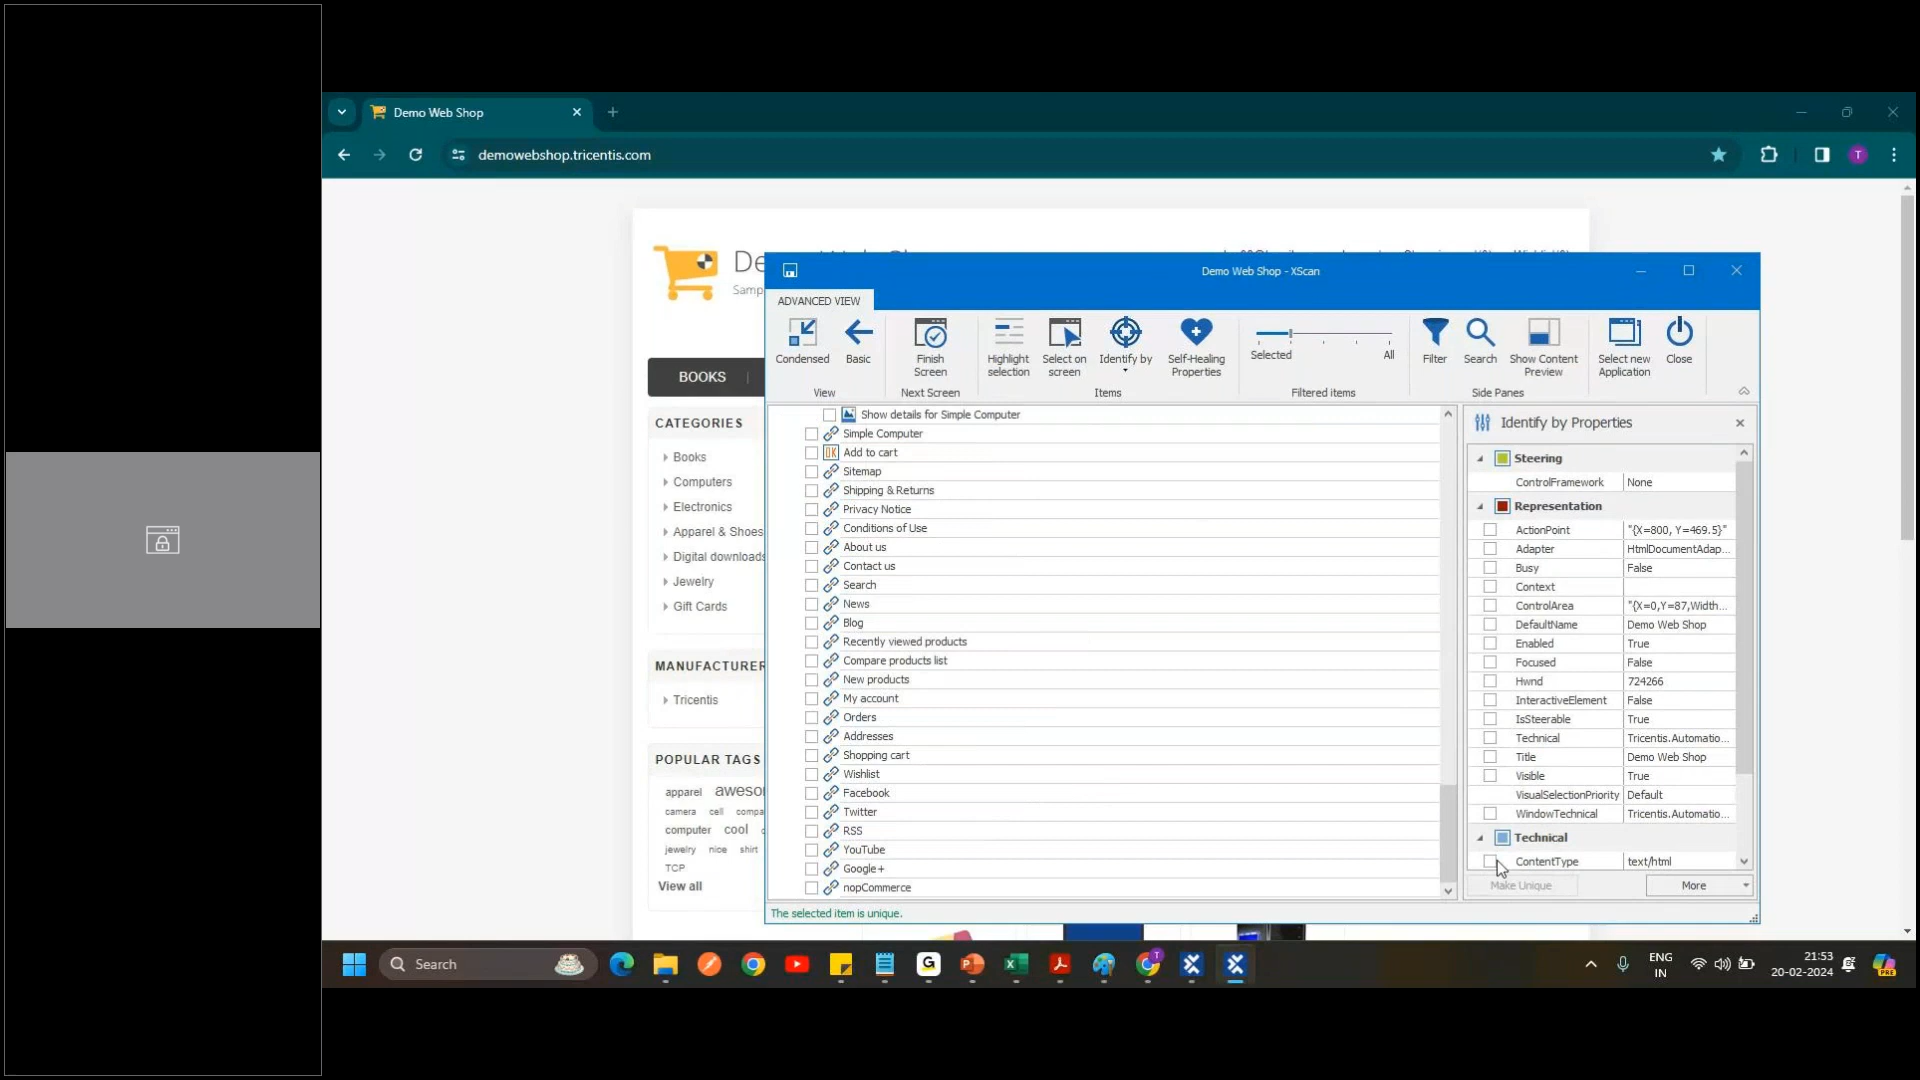 Demo Web Shop
demowebshop.tricentis.com
T
De
Samp
BOOKS
CATEGORIES
Books
Computers
Electronics
Apparel & Shoes
Digital downloads
Jewelry
Gift Cards
MANUFACTURER
Tricentis
POPULAR TAGS
apparel aweso
camera cell compa
computer cool
jewelry nice shirt
TCP
View all
Demo Web Shop - XScan
ADVANCED VIEW
Condensed
Basic
View
Finish Screen
Next Screen
Highlight selection
Select on screen
Identify by
Self-Healing Properties
Items
Selected
All
Filtered items
Filter
Search
Show Content Preview
Side Panes
Select new Application
Close
Show details for Simple Computer
Simple Computer
OK Add to cart
Sitemap
Shipping & Returns
Privacy Notice
Conditions of Use
About us
Contact us
Search
News
Blog
Recently viewed products
Compare products list
New products
My account
Orders
Addresses
Shopping cart
Wishlist
Facebook
Twitter
RSS
YouTube
Google+
nopCommerce
The selected item is unique.
Identify by Properties
Steering
ControlFramework None
Representation
ActionPoint "{X=800, Y=469.5}"
Adapter HtmlDocumentAdap...
Busy False
Context
ControlArea "{X=0,Y=87,Width...
DefaultName Demo Web Shop
Enabled True
Focused False
Hwnd 724266
InteractiveElement False
IsSteerable True
Technical Tricentis.Automatio...
Title Demo Web Shop
Visible True
VisualSelectionPriority Default
WindowTechnical Tricentis.Automatio...
Technical
ContentType text/html
Make Unique
More
Search
ENG
IN
21:53
20-02-2024
PRE